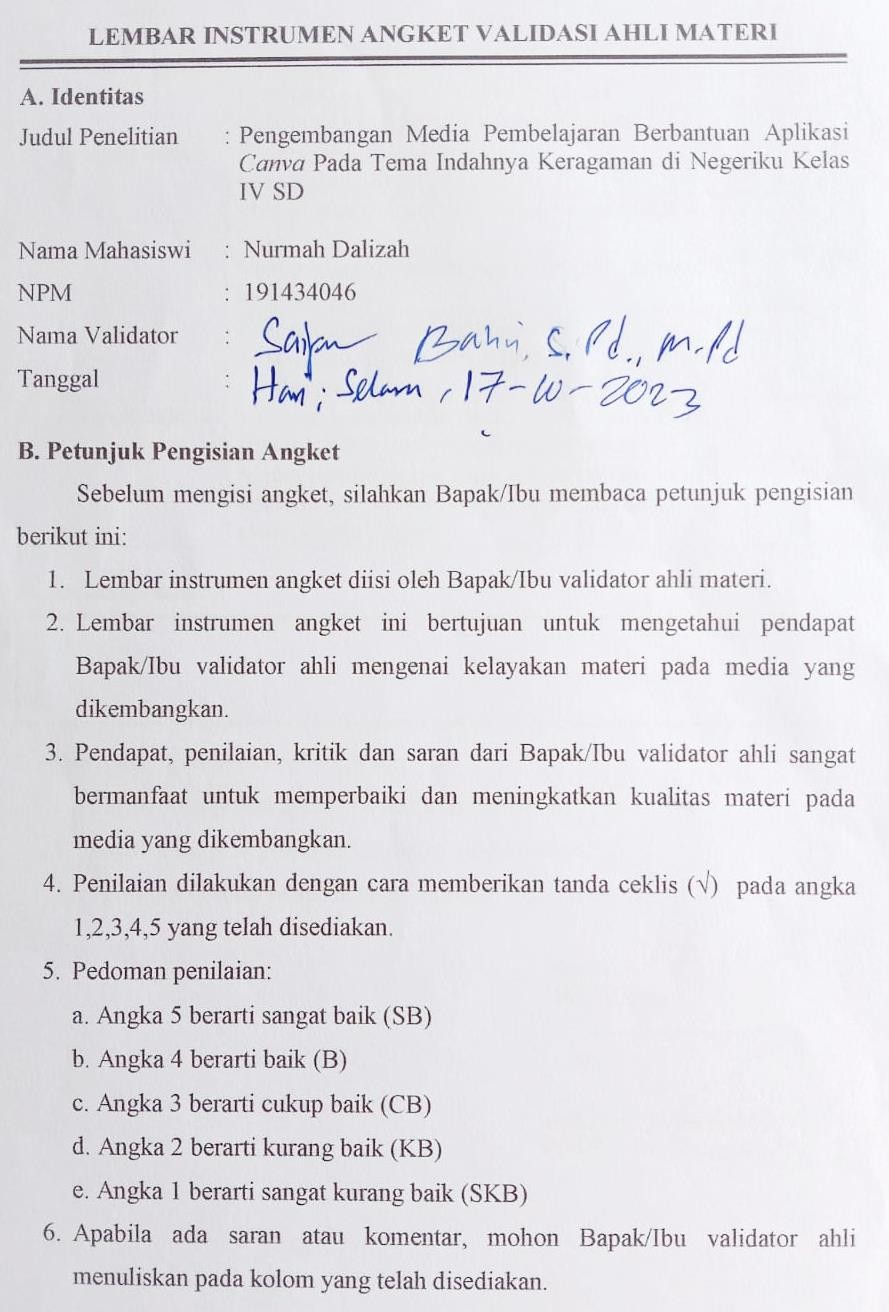 LEMBAR INSTRUMEN ANGKET VALIDASI AHLI MATERI
A. Identitas
Judul Penelitian : Pengembangan Media Pembelajaran Berbantuan Aplikasi
Canva Pada Tema Indahnya Keragaman di Negeriku Kelas
IV SD
Nama Mahasiswi : Nurmah Dalizah
NPM : 191434046
Nama Validator : Bahri, S.Pd., M.Pd
Tanggal : Hari; Selasa, 17-10-2023
B. Petunjuk Pengisian Angket
Sebelum mengisi angket, silahkan Bapak/Ibu membaca petunjuk pengisian
berikut ini:
1. Lembar instrumen angket diisi oleh Bapak/Ibu validator ahli materi.
2. Lembar instrumen angket ini bertujuan untuk mengetahui pendapat
Bapak/Ibu validator ahli mengenai kelayakan materi pada media yang
dikembangkan.
3. Pendapat, penilaian, kritik dan saran dari Bapak/Ibu validator ahli sangat
bermanfaat untuk memperbaiki dan meningkatkan kualitas materi pada
media yang dikembangkan.
4. Penilaian dilakukan dengan cara memberikan tanda ceklis (√) pada angka
1,2,3,4,5 yang telah disediakan.
5. Pedoman penilaian:
a. Angka 5 berarti sangat baik (SB)
b. Angka 4 berarti baik (B)
c. Angka 3 berarti cukup baik (CB)
d. Angka 2 berarti kurang baik (KB)
e. Angka 1 berarti sangat kurang baik (SKB)
6. Apabila ada saran atau komentar, mohon Bapak/Ibu validator ahli
menuliskan pada kolom yang telah disediakan.